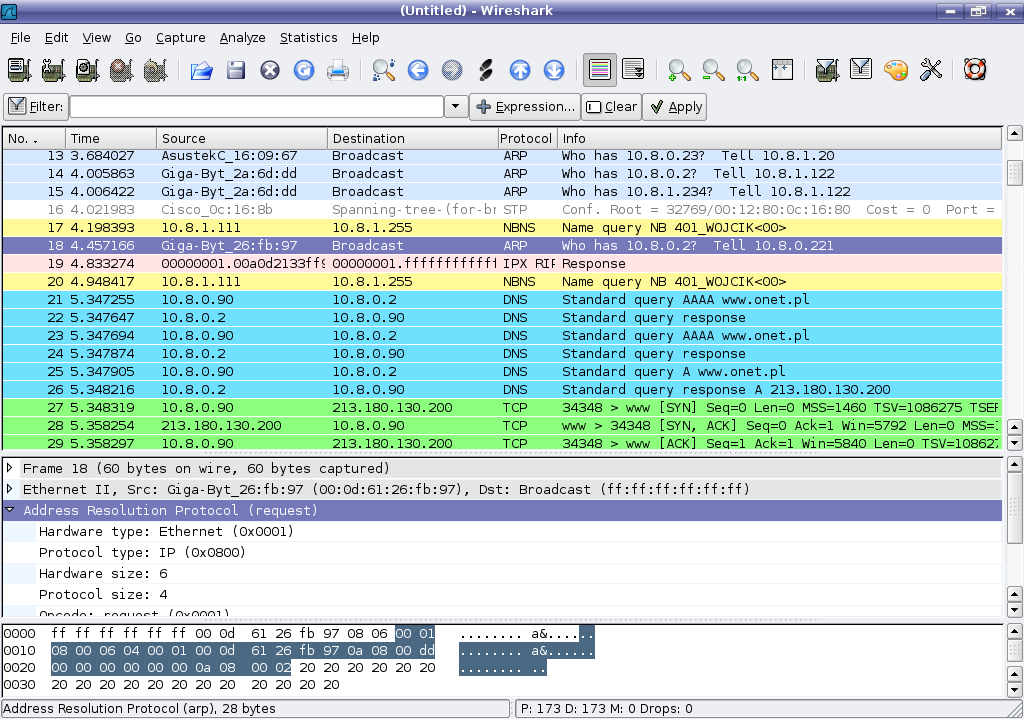 (Untitled) - Wireshark
File Edit View Go Capture Analyze Statistics Help
Filter: Expression... Clear Apply
No. Time Source Destination Protocol Info
13 3.684027 AsustekC_16:09:67 Broadcast ARP Who has 10.8.0.23? Tell 10.8.1.20
14 4.005863 Giga-Byt_2a:6d:dd Broadcast ARP Who has 10.8.0.2? Tell 10.8.1.122
15 4.006422 Giga-Byt_2a:6d:dd Broadcast ARP Who has 10.8.1.234? Tell 10.8.1.122
16 4.021983 Cisco_0c:16:8b Spanning-tree-(for-br STP Conf. Root = 32769/00:12:80:0c:16:80 Cost = 0 Port =
17 4.198393 10.8.1.111 10.8.1.255 NBNS Name query NB 401_WOJCIK<00>
18 4.457166 Giga-Byt_26:fb:97 Broadcast ARP Who has 10.8.0.2? Tell 10.8.0.221
19 4.833274 00000001.00a0d2133ff9 00000001.ffffffffffff IPX RIF Response
20 4.948417 10.8.1.111 10.8.1.255 NBNS Name query NB 401_WOJCIK<00>
21 5.347255 10.8.0.90 10.8.0.2 DNS Standard query AAAA www.onet.pl
22 5.347647 10.8.0.2 10.8.0.90 DNS Standard query response
23 5.347694 10.8.0.90 10.8.0.2 DNS Standard query AAAA www.onet.pl
24 5.347874 10.8.0.2 10.8.0.90 DNS Standard query response
25 5.347905 10.8.0.90 10.8.0.2 DNS Standard query A www.onet.pl
26 5.348216 10.8.0.2 10.8.0.90 DNS Standard query response A 213.180.130.200
27 5.348319 10.8.0.90 213.180.130.200 TCP 34348 > www [SYN] Seq=0 Len=0 MSS=1460 TSV=1086275 TSER
28 5.358254 213.180.130.200 10.8.0.90 TCP www > 34348 [SYN, ACK] Seq=0 Ack=1 Win=5792 Len=0 MSS=1
29 5.358297 10.8.0.90 213.180.130.200 TCP 34348 > www [ACK] Seq=1 Ack=1 Win=5840 Len=0 TSV=108627
Frame 18 (60 bytes on wire, 60 bytes captured)
Ethernet II, Src: Giga-Byt_26:fb:97 (00:0d:61:26:fb:97), Dst: Broadcast (ff:ff:ff:ff:ff:ff)
Address Resolution Protocol (request)
Hardware type: Ethernet (0x0001)
Protocol type: IP (0x0800)
Hardware size: 6
Protocol size: 4
Opcode: request (0x0001)
0000 ff ff ff ff ff ff 00 0d 61 26 fb 97 08 06 00 01 ........ a&......
0010 08 00 06 04 00 01 00 0d 61 26 fb 97 0a 08 00 dd ........ a&......
0020 00 00 00 00 00 00 0a 08 00 02 20 20 20 20 20 20 ........ ..
0030 20 20 20 20 20 20 20 20 20 20 20 20
Address Resolution Protocol (arp), 28 bytes P: 173 D: 173 M: 0 Drops: 0